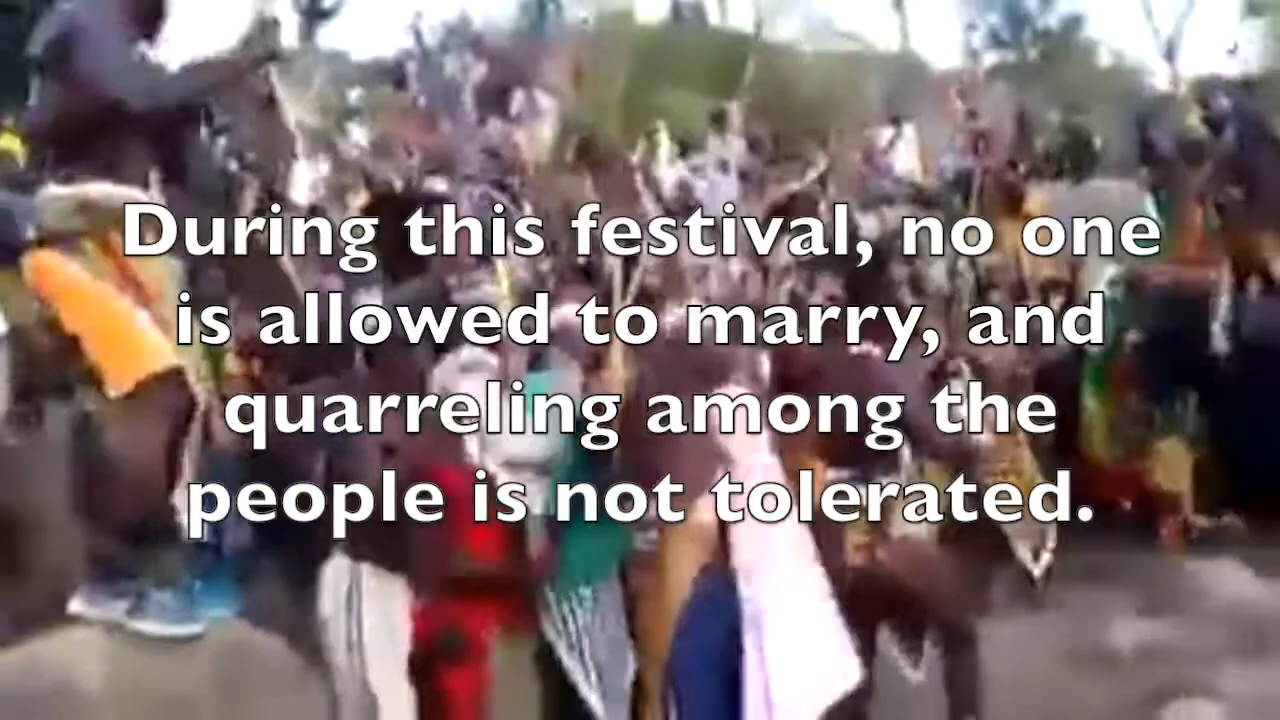 During this festival, no one
is allowed to marry, and
quarreling among the
people is not tolerated.